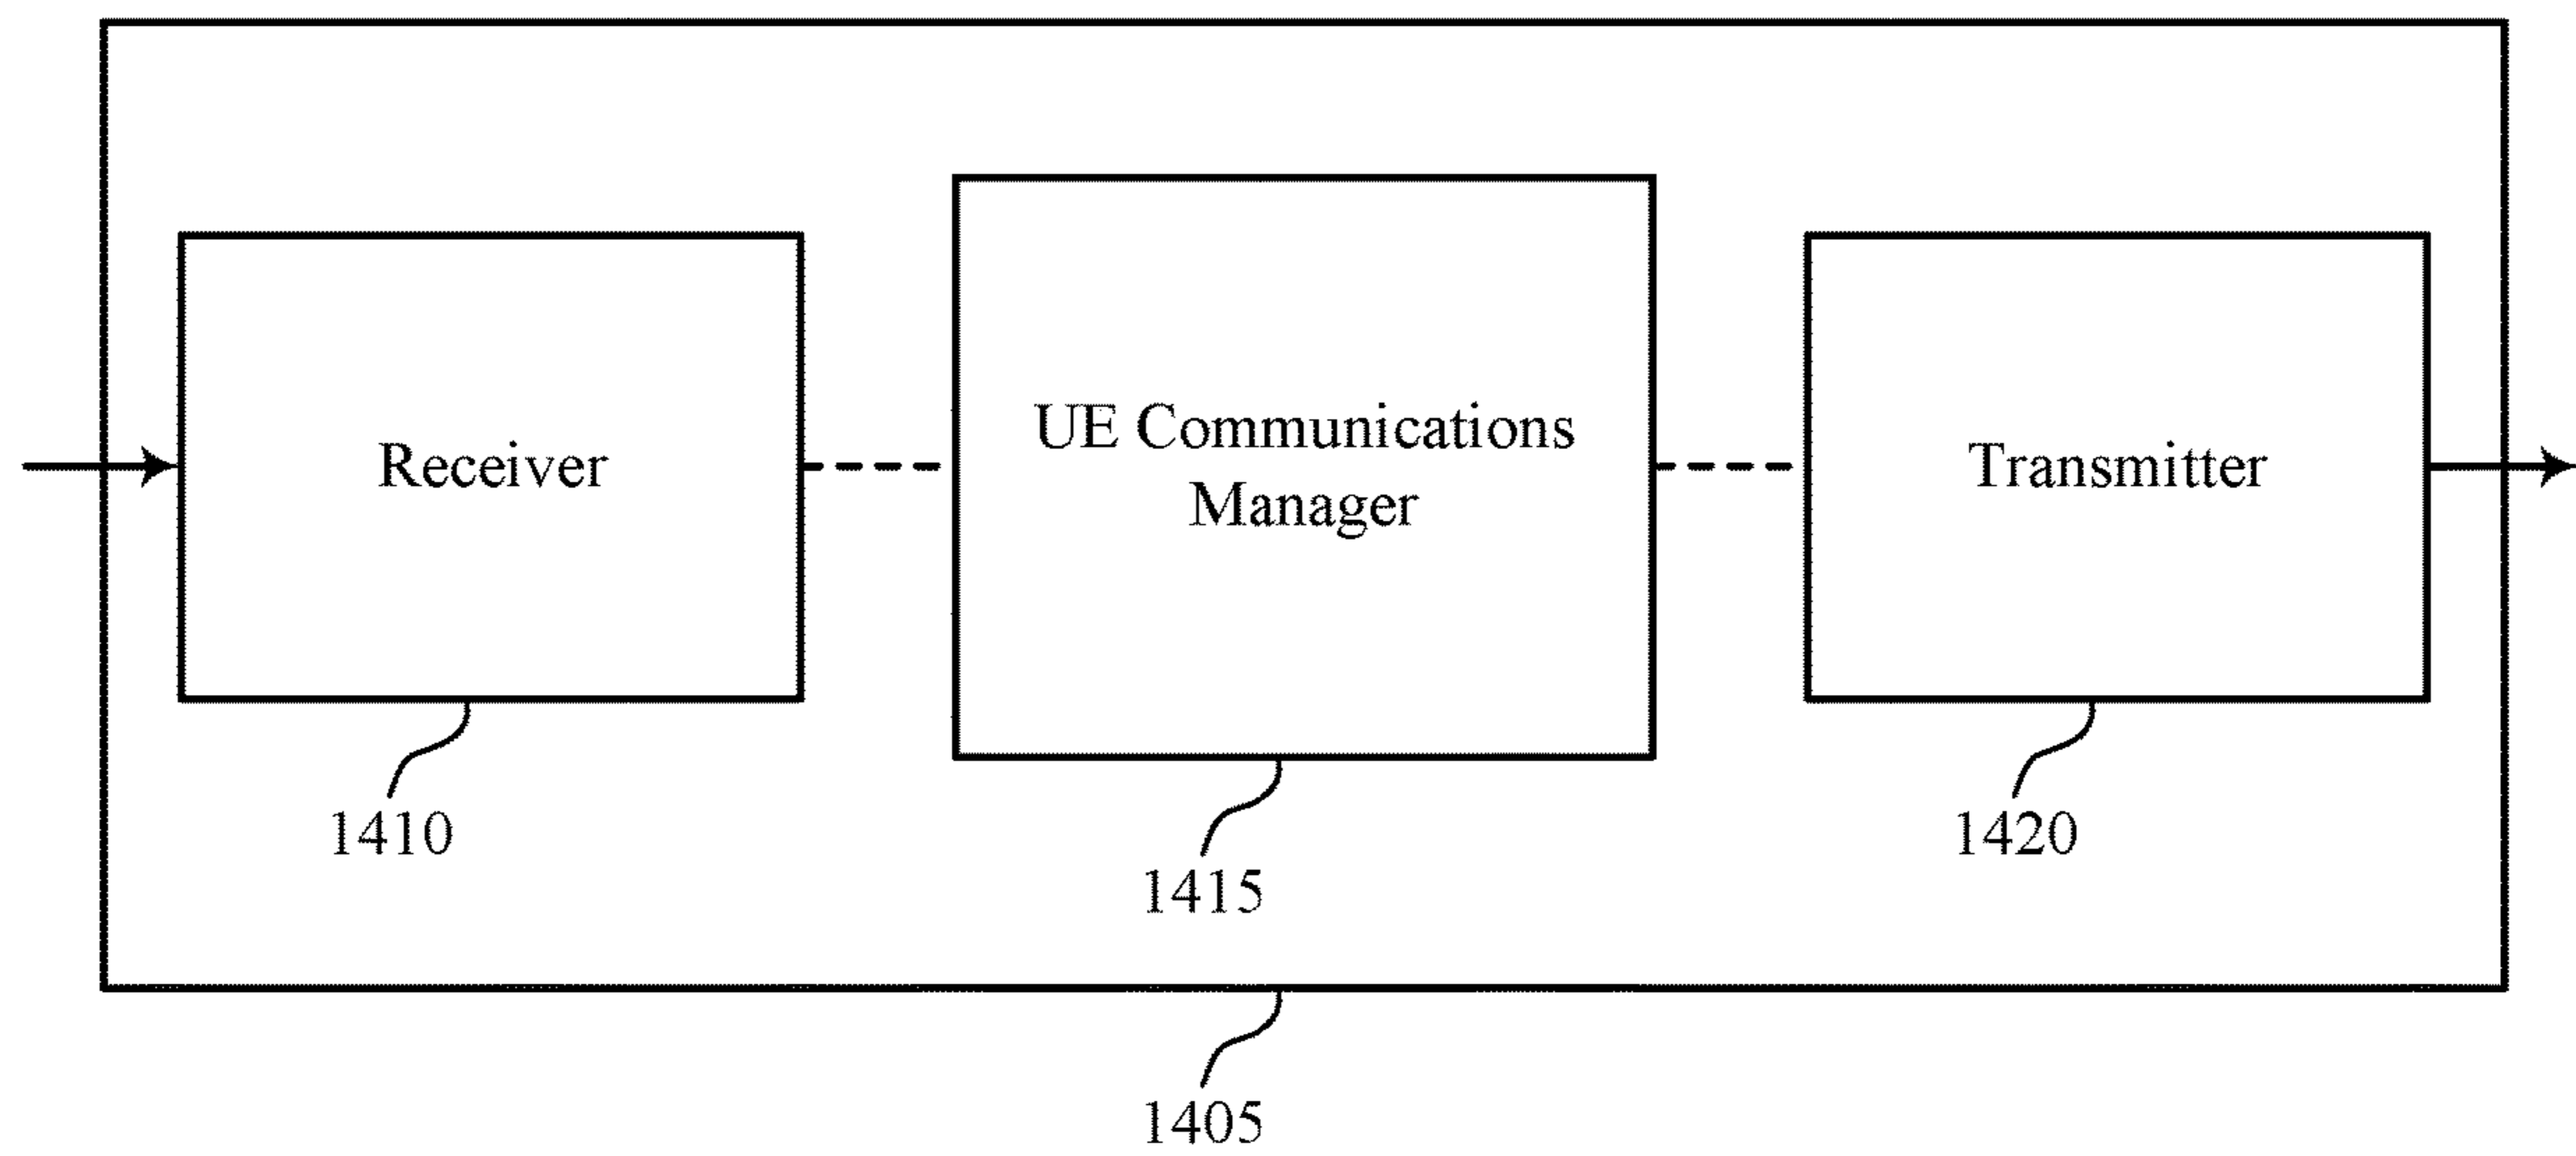 Receiver
UE Communications
Manager
Transmitter
1410
1415
1420
1405